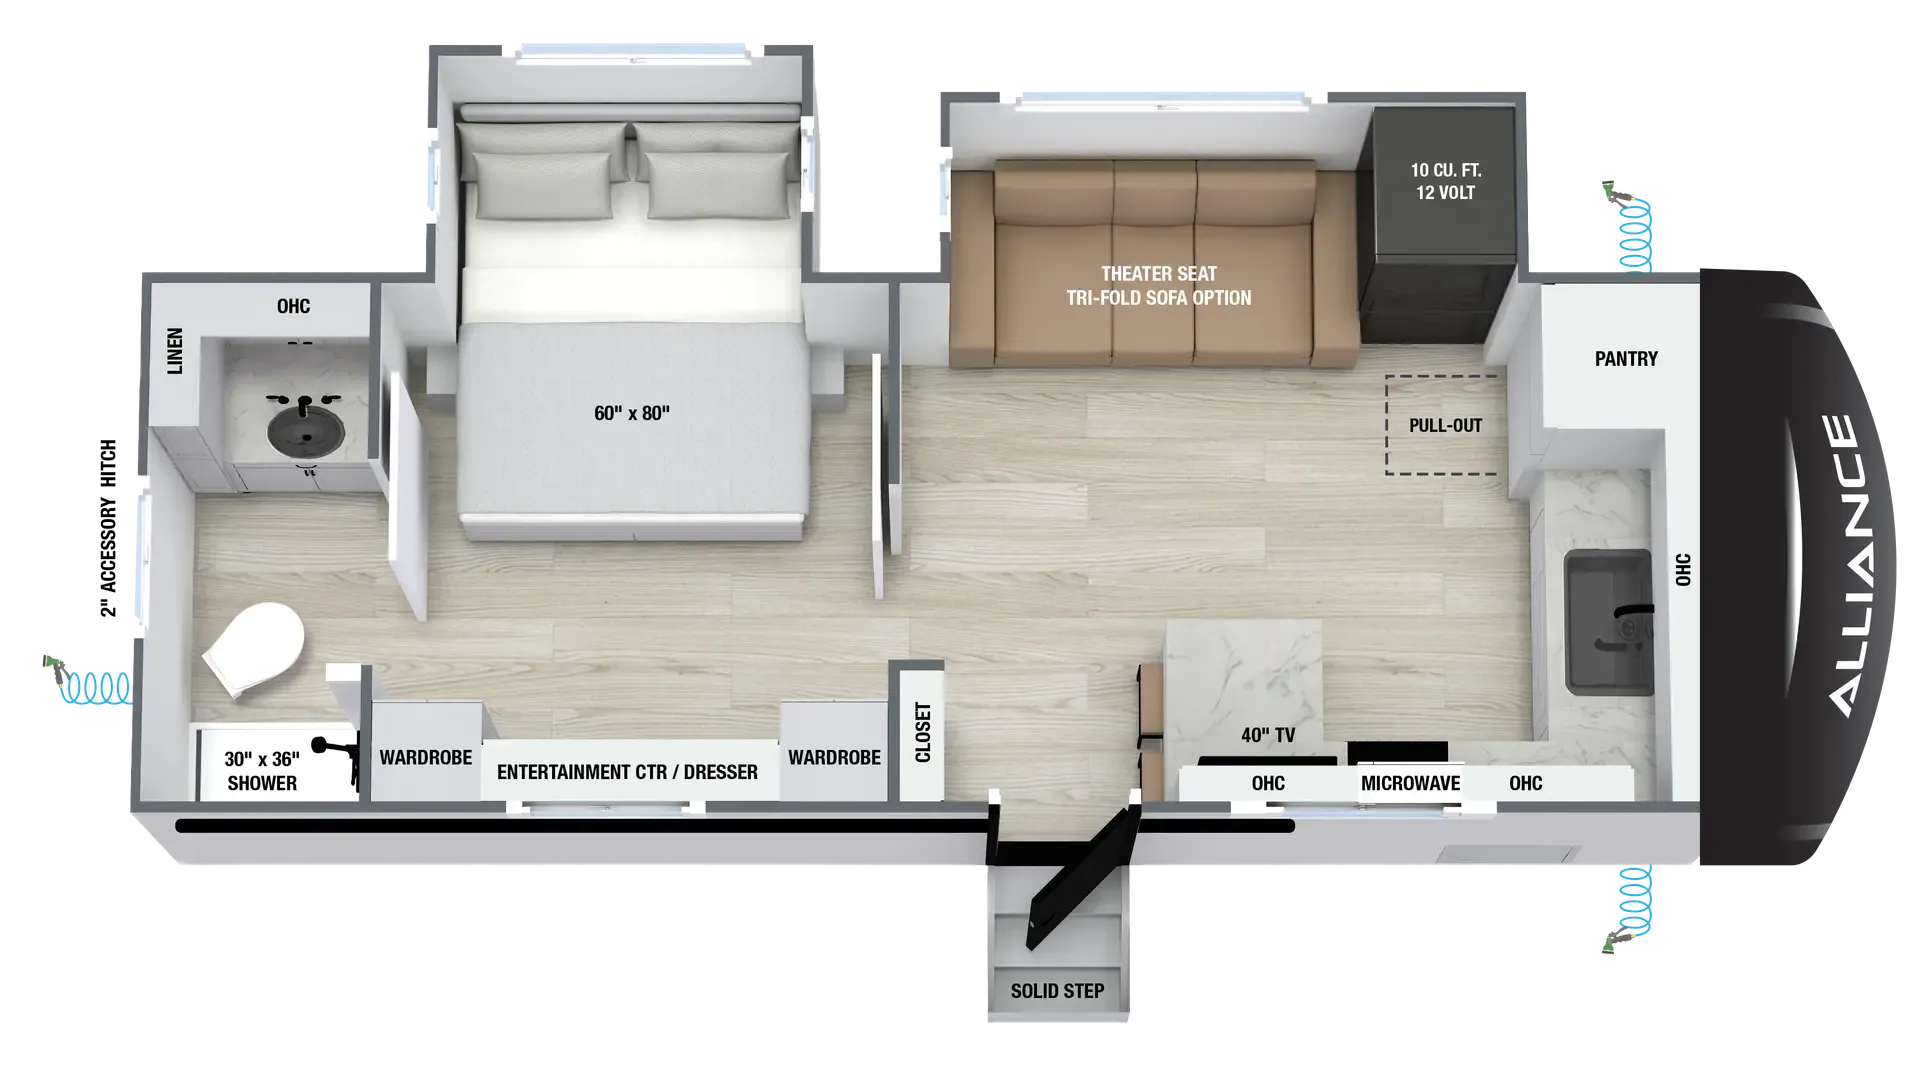 10 CU. FT.
12 VOLT
OHC
LINEN
THEATER SEAT
TRI-FOLD SOFA OPTION
PANTRY
60" x 80"
PULL-OUT
2" ACCESSORY HITCH
OHC
ALLIANCE
30" x 36"
SHOWER
WARDROBE
ENTERTAINMENT CTR / DRESSER
WARDROBE
CLOSET
40" TV
OHC
MICROWAVE
OHC
SOLID STEP